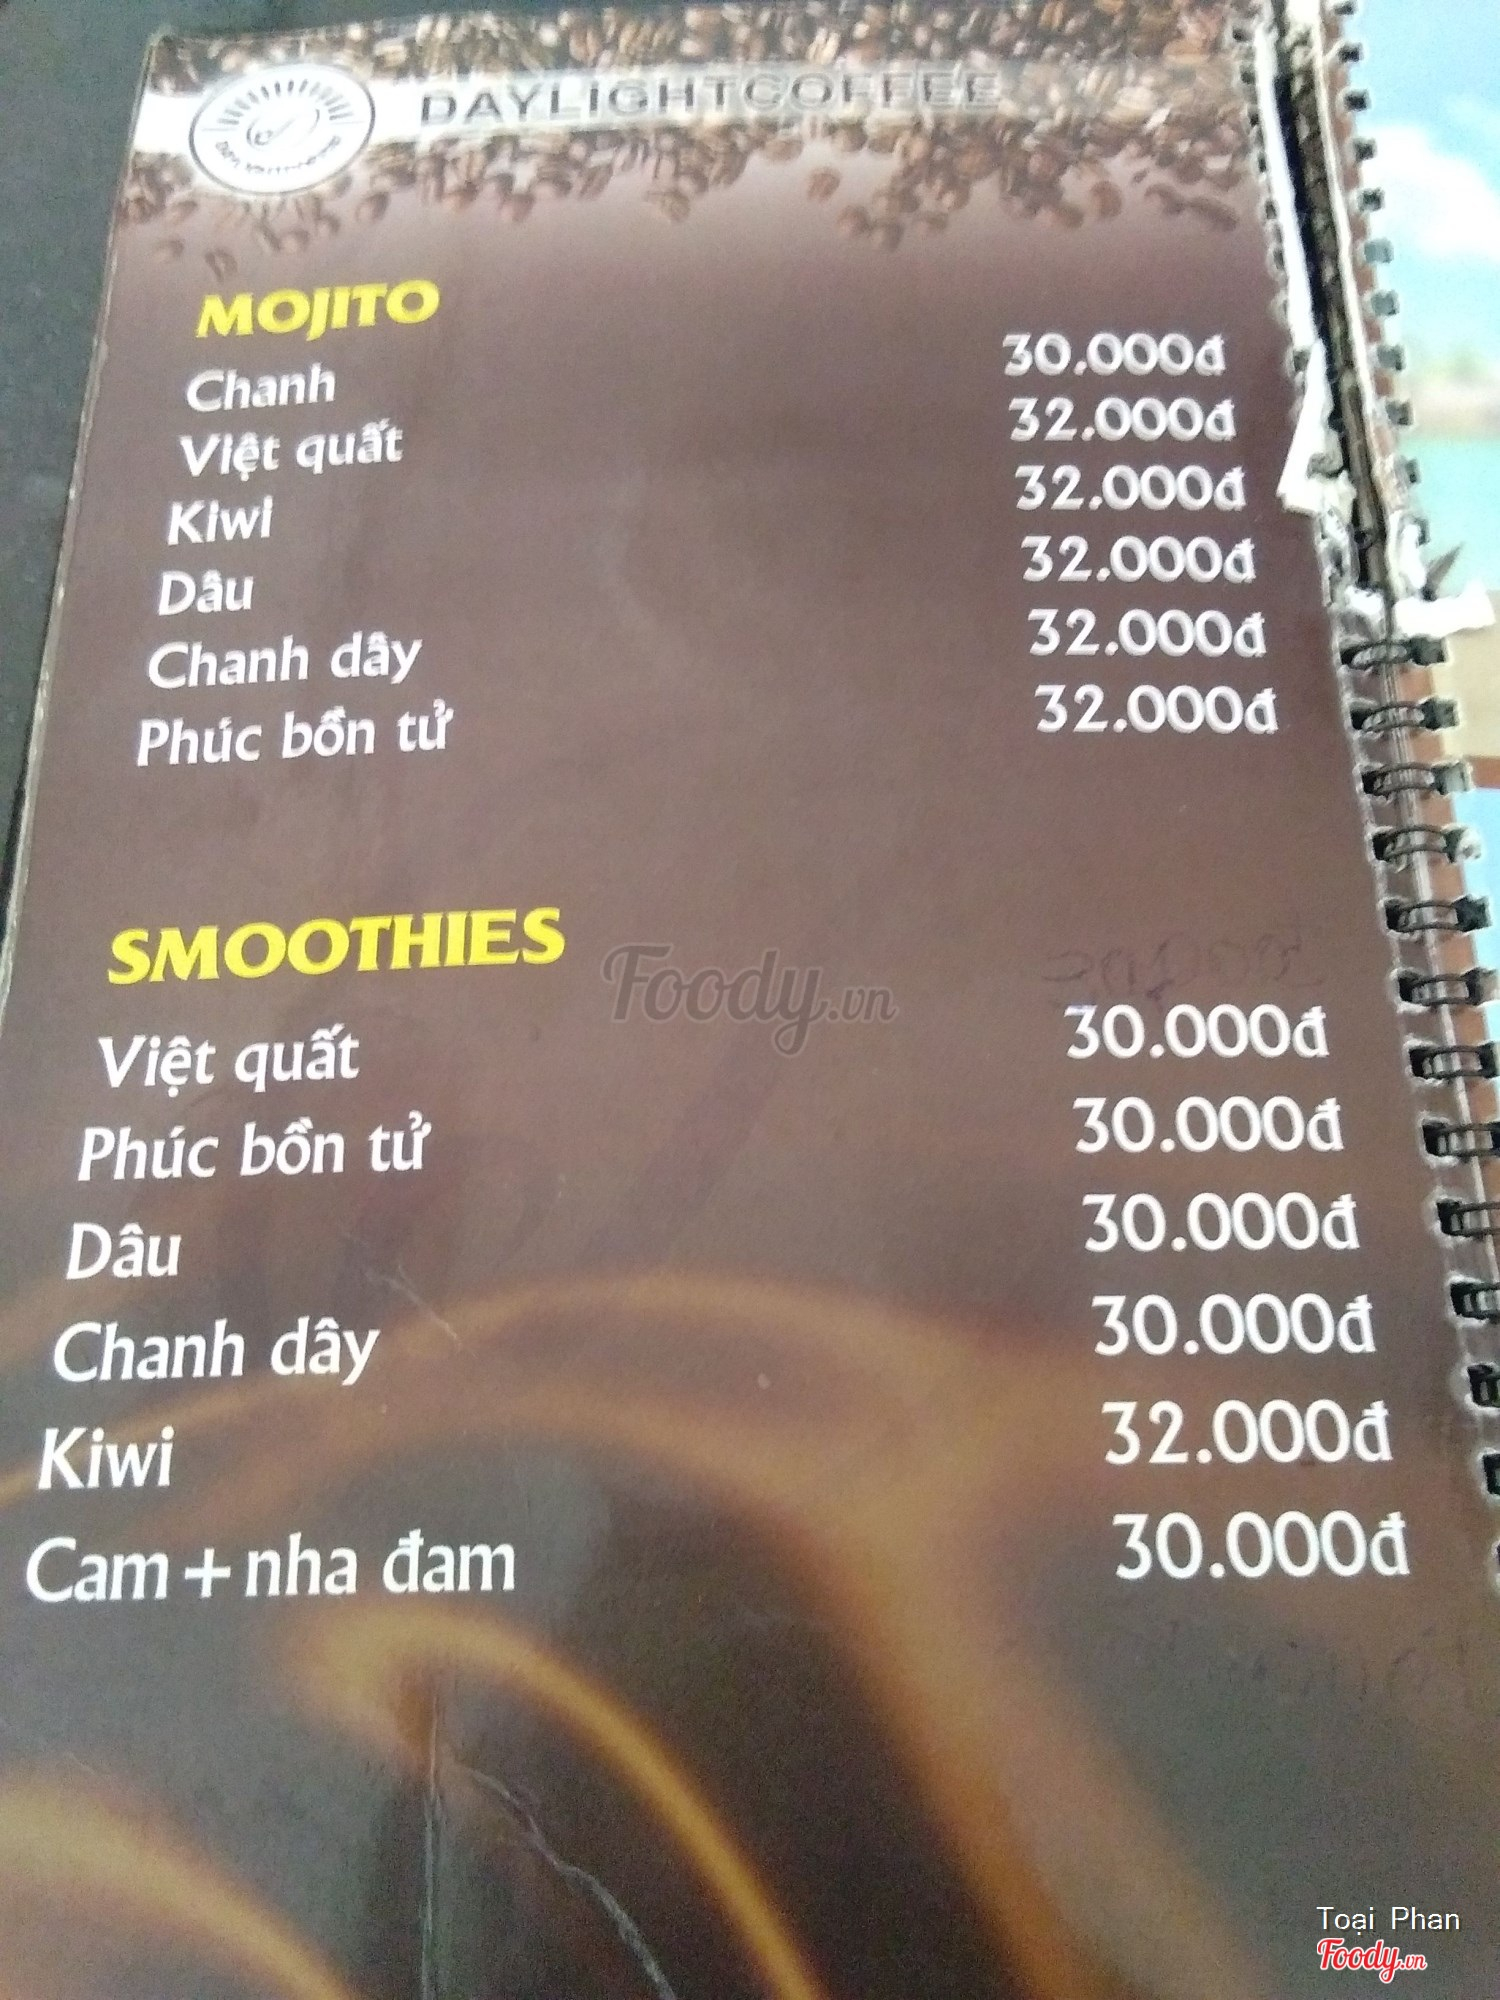 DAYLIGHTCOFFEE
MOJITO
Chanh 30.000đ
Việt quất 32.000đ
Kiwi 32.000đ
Dâu 32.000đ
Chanh dây 32.000đ
Phúc bồn tử 32.000đ
SMOOTHIES
Foody.vn
Việt quất 30.000đ
Phúc bồn tử 30.000đ
Dâu 30.000đ
Chanh dây 30.000đ
Kiwi 32.000đ
Cam+nha đam 30.000đ
Toại Phan
Foody.vn